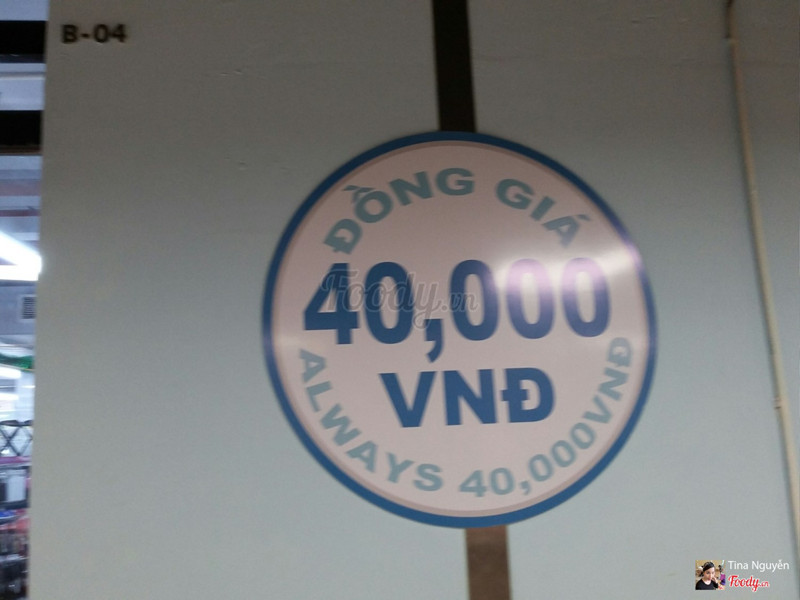 B-04
ĐỒNG GIÁ
40,000
VNĐ
ALWAYS 40,000VNĐ
Foody.vn
Tina Nguyễn
Foody.vn